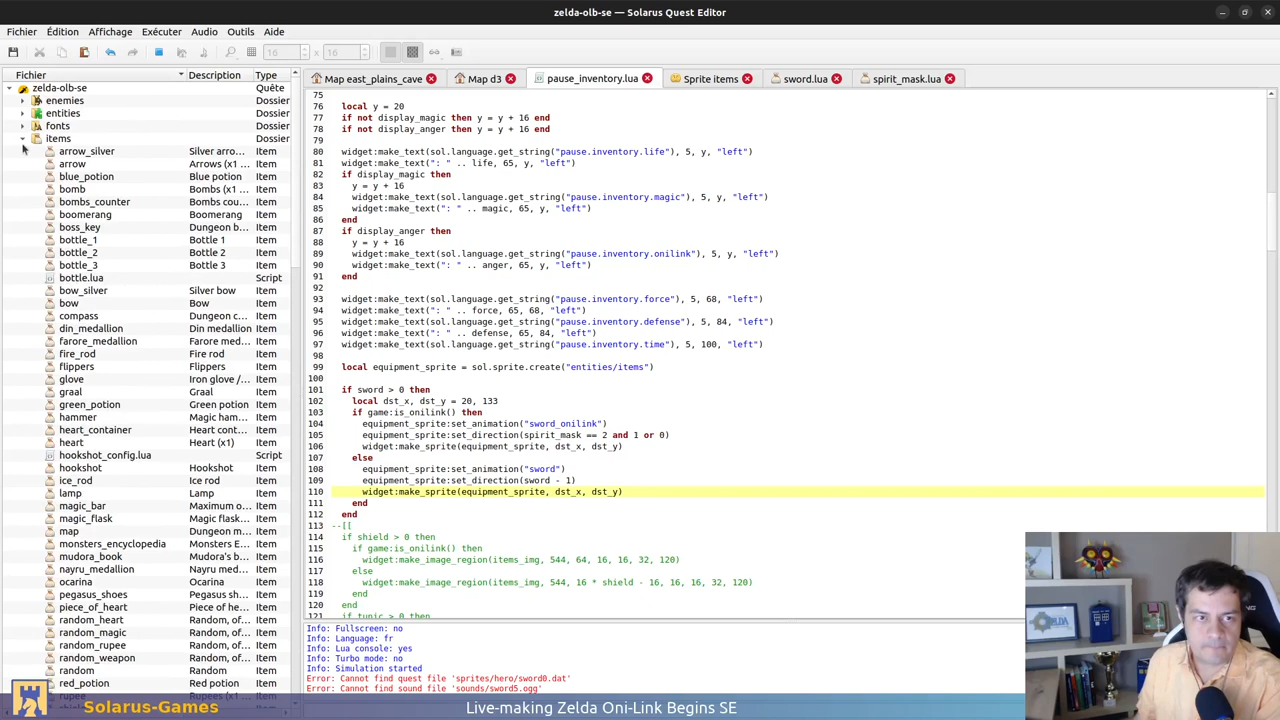 zelda-olb-se — Solarus Quest Editor
Fichier Édition Affichage Exécuter Audio Outils Aide
16 x 16
Fichier Description Type
Map east_plains_cave Map d3 pause_inventory.lua Sprite items sword.lua spirit_mask.lua
zelda-olb-se Quête
enemies Dossier
entities Dossier
fonts Dossier
items Dossier
arrow_silver Silver arro... Item
arrow Arrows (x1 ... Item
blue_potion Blue potion Item
bomb Bombs (x1 ... Item
bombs_counter Bombs cou... Item
boomerang Boomerang Item
boss_key Dungeon b... Item
bottle_1 Bottle 1 Item
bottle_2 Bottle 2 Item
bottle_3 Bottle 3 Item
bottle.lua Script
bow_silver Silver bow Item
bow Bow Item
compass Dungeon c... Item
din_medallion Din medallion Item
farore_medallion Farore med... Item
fire_rod Fire rod Item
flippers Flippers Item
glove Iron glove /... Item
graal Graal Item
green_potion Green potion Item
hammer Magic ham... Item
heart_container Heart cont... Item
heart Heart (x1) Item
hookshot_config.lua Script
hookshot Hookshot Item
ice_rod Ice rod Item
lamp Lamp Item
magic_bar Maximum o... Item
magic_flask Magic flask... Item
map Dungeon m... Item
monsters_encyclopedia Monsters E... Item
mudora_book Mudora's b... Item
nayru_medallion Nayru med... Item
ocarina Ocarina Item
pegasus_shoes Pegasus sh... Item
piece_of_heart Piece of he... Item
random_heart Random, of... Item
random_magic Random, of... Item
random_rupee Random, of... Item
random_weapon Random, of... Item
random Random Item
red_potion Red potion Item
75
76 local y = 20
77 if not display_magic then y = y + 16 end
78 if not display_anger then y = y + 16 end
79
80 widget:make_text(sol.language.get_string("pause.inventory.life"), 5, y, "left")
81 widget:make_text(": " .. life, 65, y, "left")
82 if display_magic then
83 y = y + 16
84 widget:make_text(sol.language.get_string("pause.inventory.magic"), 5, y, "left")
85 widget:make_text(": " .. magic, 65, y, "left")
86 end
87 if display_anger then
88 y = y + 16
89 widget:make_text(sol.language.get_string("pause.inventory.onilink"), 5, y, "left")
90 widget:make_text(": " .. anger, 65, y, "left")
91 end
92
93 widget:make_text(sol.language.get_string("pause.inventory.force"), 5, 68, "left")
94 widget:make_text(": " .. force, 65, 68, "left")
95 widget:make_text(sol.language.get_string("pause.inventory.defense"), 5, 84, "left")
96 widget:make_text(": " .. defense, 65, 84, "left")
97 widget:make_text(sol.language.get_string("pause.inventory.time"), 5, 100, "left")
98
99 local equipment_sprite = sol.sprite.create("entities/items")
100
101 if sword > 0 then
102 local dst_x, dst_y = 20, 133
103 if game:is_onilink() then
104 equipment_sprite:set_animation("sword_onilink")
105 equipment_sprite:set_direction(spirit_mask == 2 and 1 or 0)
106 widget:make_sprite(equipment_sprite, dst_x, dst_y)
107 else
108 equipment_sprite:set_animation("sword")
109 equipment_sprite:set_direction(sword - 1)
110 widget:make_sprite(equipment_sprite, dst_x, dst_y)
111 end
112 end
113 --[[
114 if shield > 0 then
115 if game:is_onilink() then
116 widget:make_image_region(items_img, 544, 64, 16, 16, 32, 120)
117 else
118 widget:make_image_region(items_img, 544, 16 * shield - 16, 16, 16, 32, 120)
119 end
120 end
121 if tunic > 0 then
Info: Fullscreen: no
Info: Language: fr
Info: Lua console: yes
Info: Turbo mode: no
Info: Simulation started
Error: Cannot find quest file 'sprites/hero/sword0.dat'
Error: Cannot find sound file 'sounds/sword5.ogg'
Solarus-Games Live-making Zelda Oni-Link Begins SE